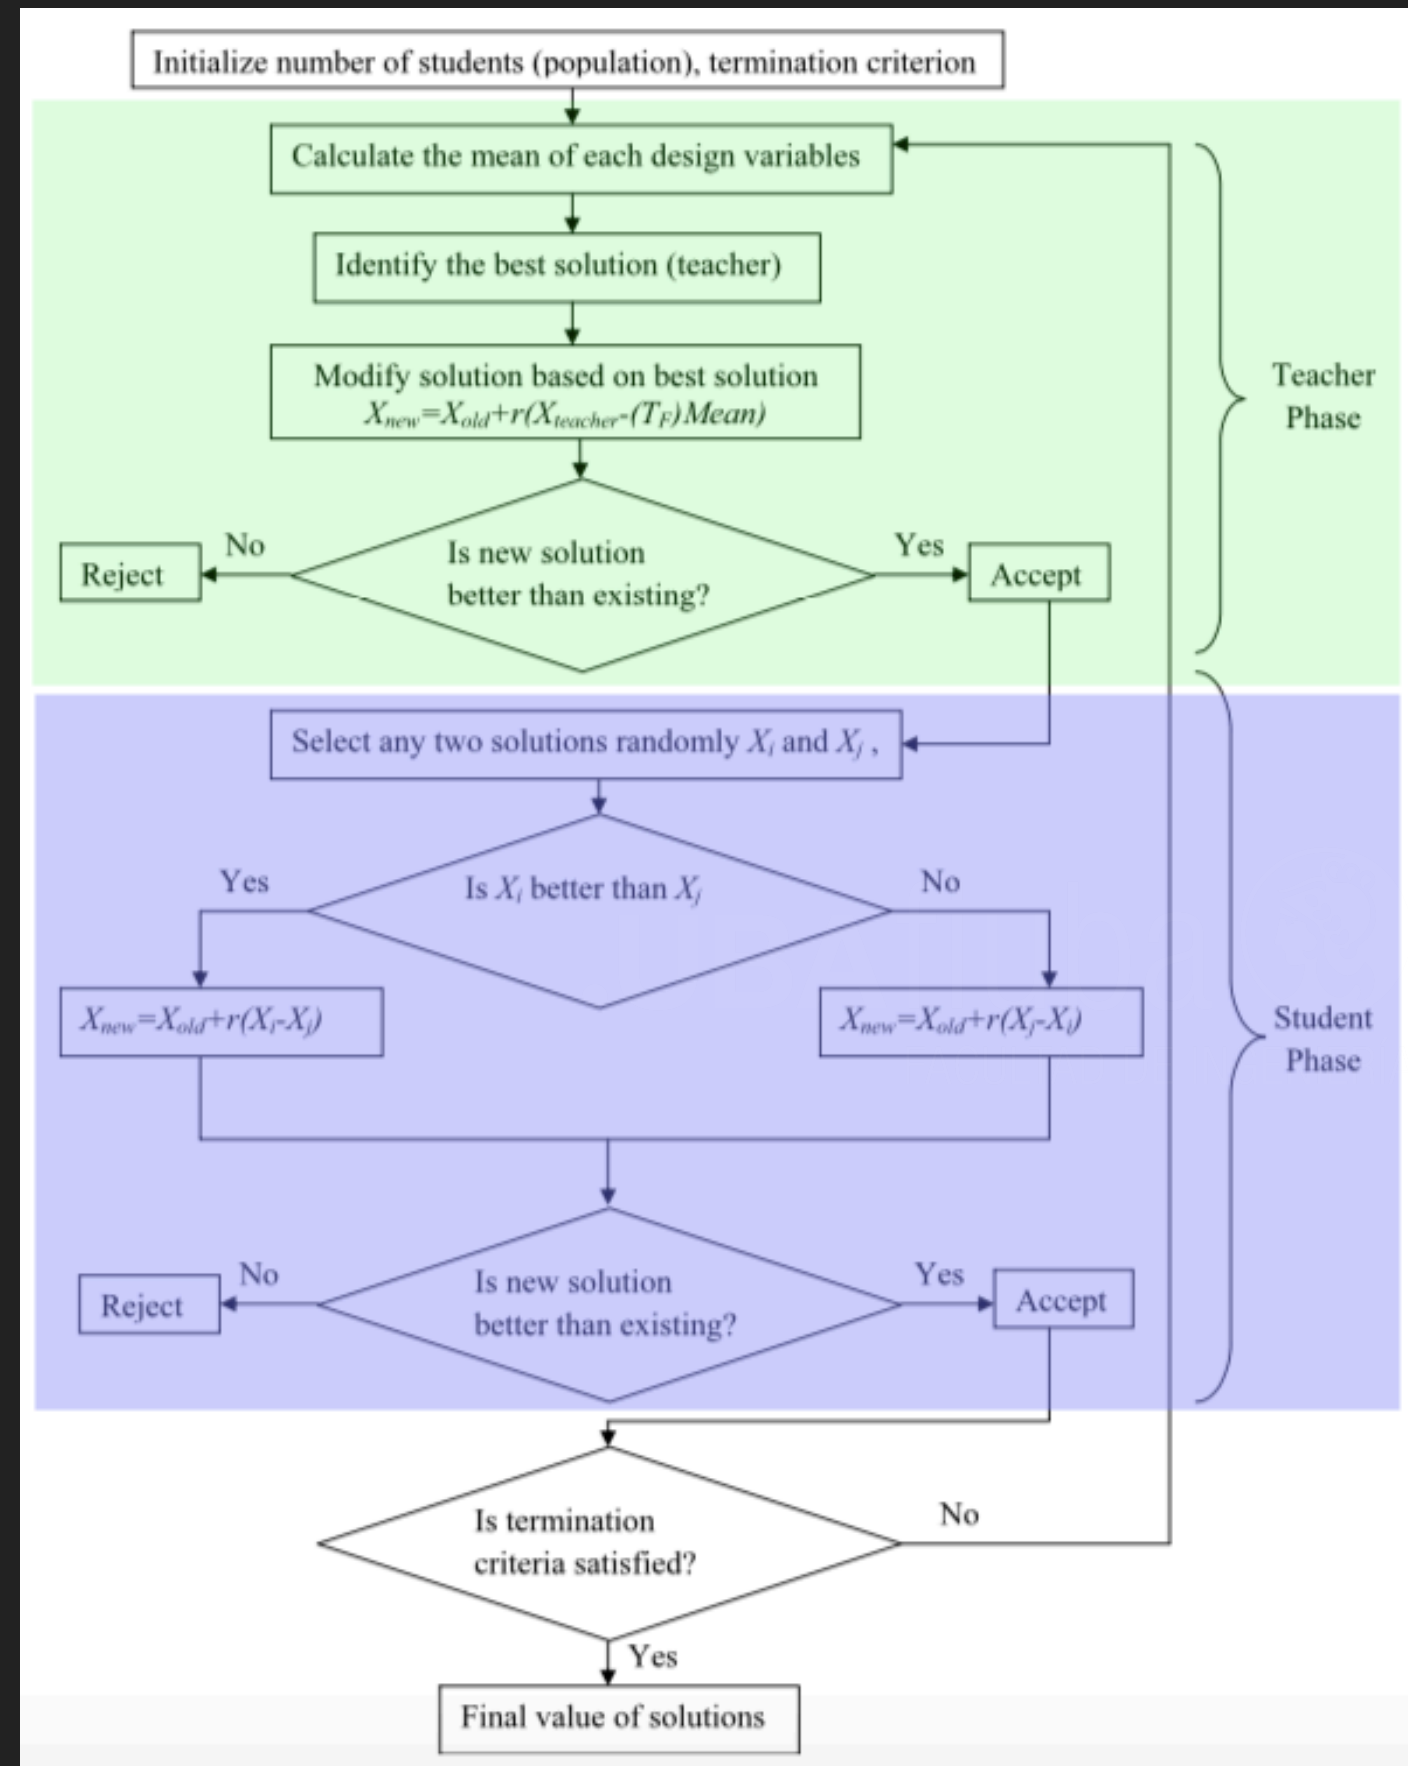 Initialize number of students (population), termination criterion
Calculate the mean of each design variables
Identify the best solution (teacher)
Modify solution based on best solution
Xnew=Xold+r(Xteacher-(TF)Mean)
Teacher
Phase
No
Is new solution
better than existing?
Yes
Reject
Accept
Select any two solutions randomly Xi and Xj ,
Yes
Is Xi better than Xj
No
Xnew=Xold+r(Xi-Xj)
Xnew=Xold+r(Xj-Xi)
Student
Phase
No
Is new solution
better than existing?
Yes
Reject
Accept
Is termination
criteria satisfied?
No
Yes
Final value of solutions